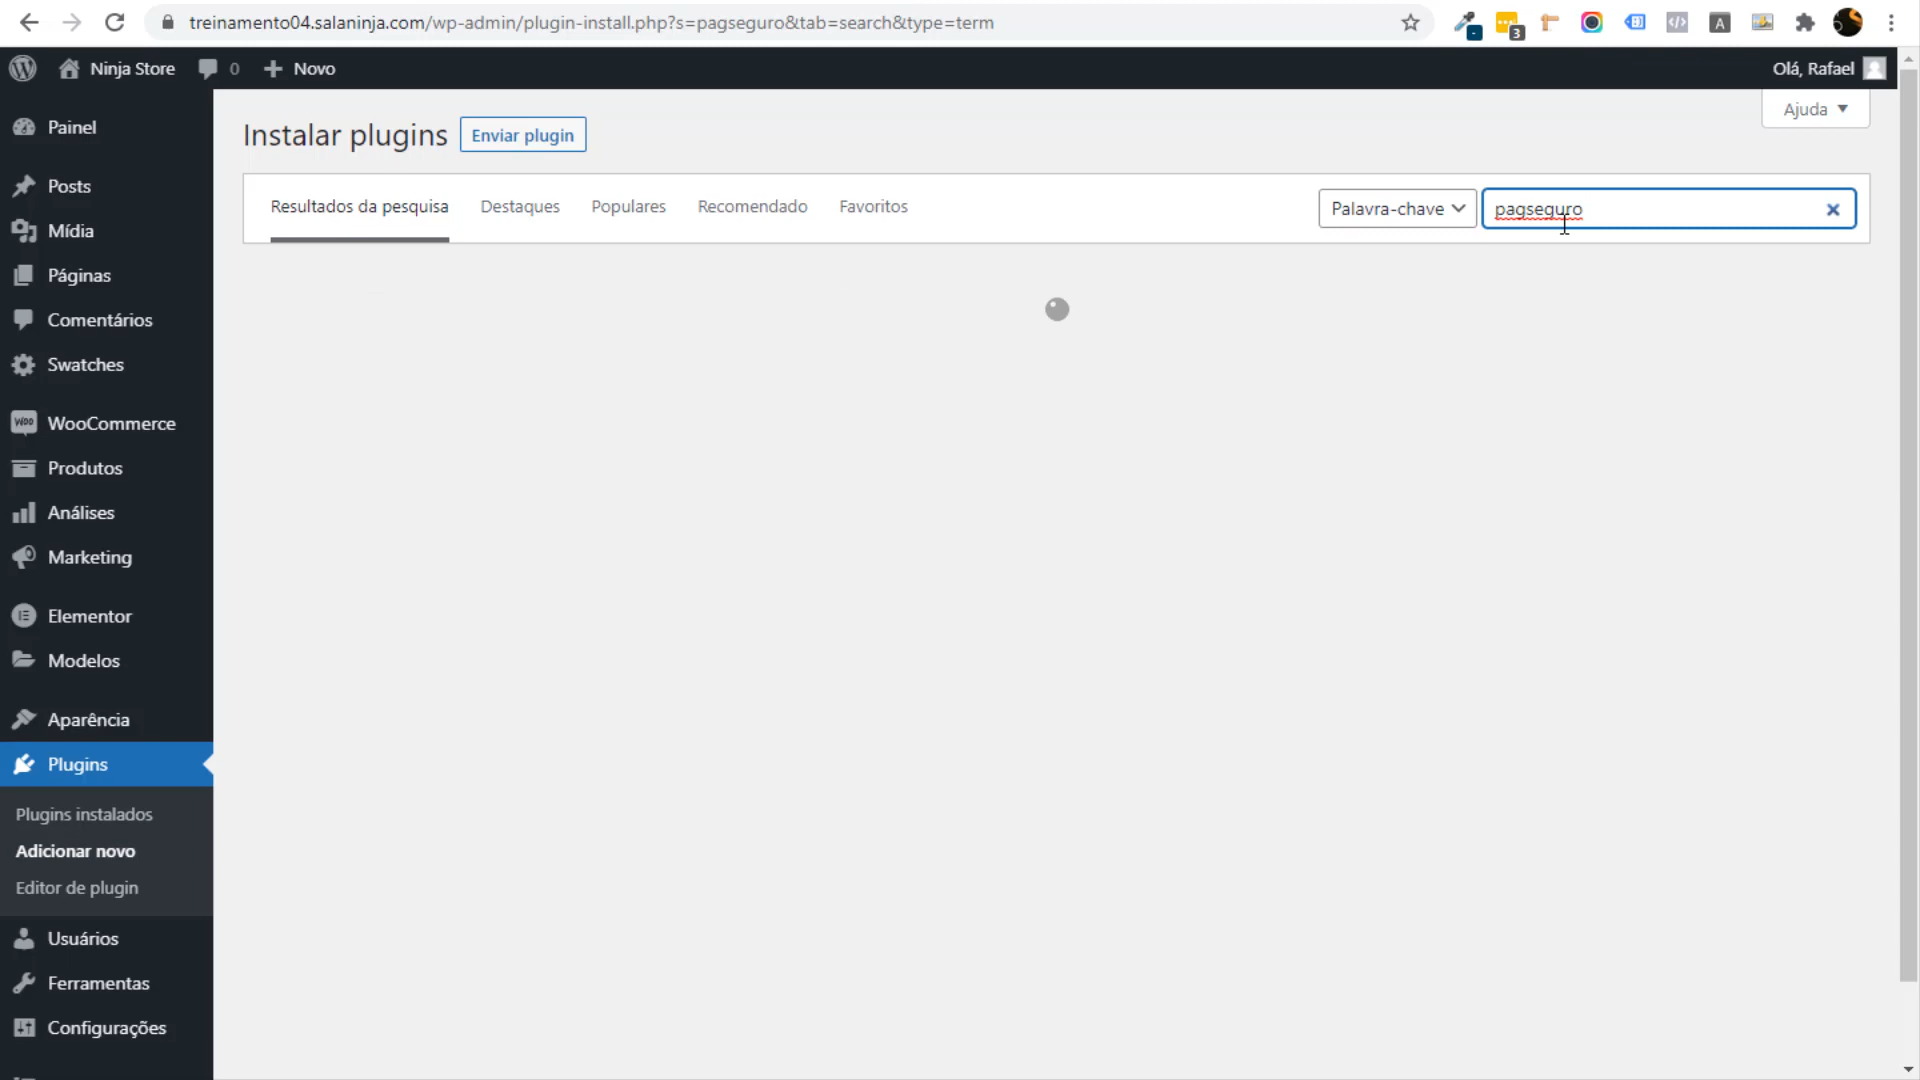 treinamento04.salaninja.com/wp-admin/plugin-install.php?s=pagseguro&tab=search&type=term
3
A
Ninja Store
0
Novo
Olá, Rafael
Ajuda
Painel
Posts
Mídia
Páginas
Comentários
Swatches
WooCommerce
Produtos
Análises
Marketing
Elementor
Modelos
Aparência
Plugins
Plugins instalados
Adicionar novo
Editor de plugin
Usuários
Ferramentas
Configurações
Instalar plugins
Enviar plugin
Resultados da pesquisa
Destaques
Populares
Recomendado
Favoritos
Palavra-chave
pagseguro